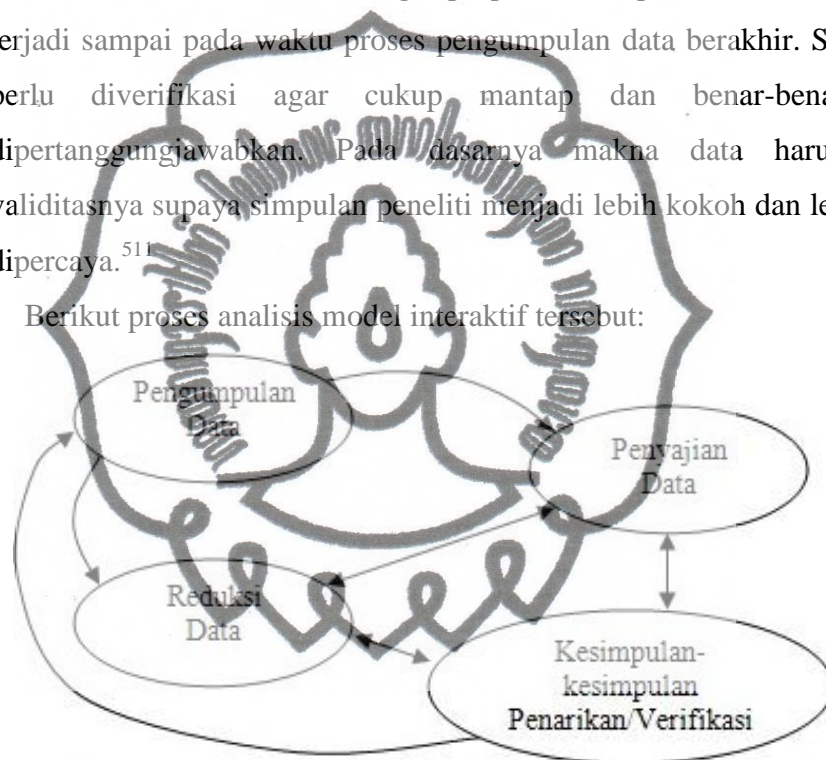 terjadi sampai pada waktu proses pengumpulan data berakhir. S
perlu diverifikasi agar cukup mantap dan benar-bena
dipertanggungjawabkan. Pada dasarnya makna data haru
validitasnya supaya simpulan peneliti menjadi lebih kokoh dan le
dipercaya.511
Berikut proses analisis model interaktif tersebut:
Pengumpulan
Data
Penyajian
Data
Reduksi
Data
Kesimpulan-
kesimpulan
Penarikan/Verifikasi